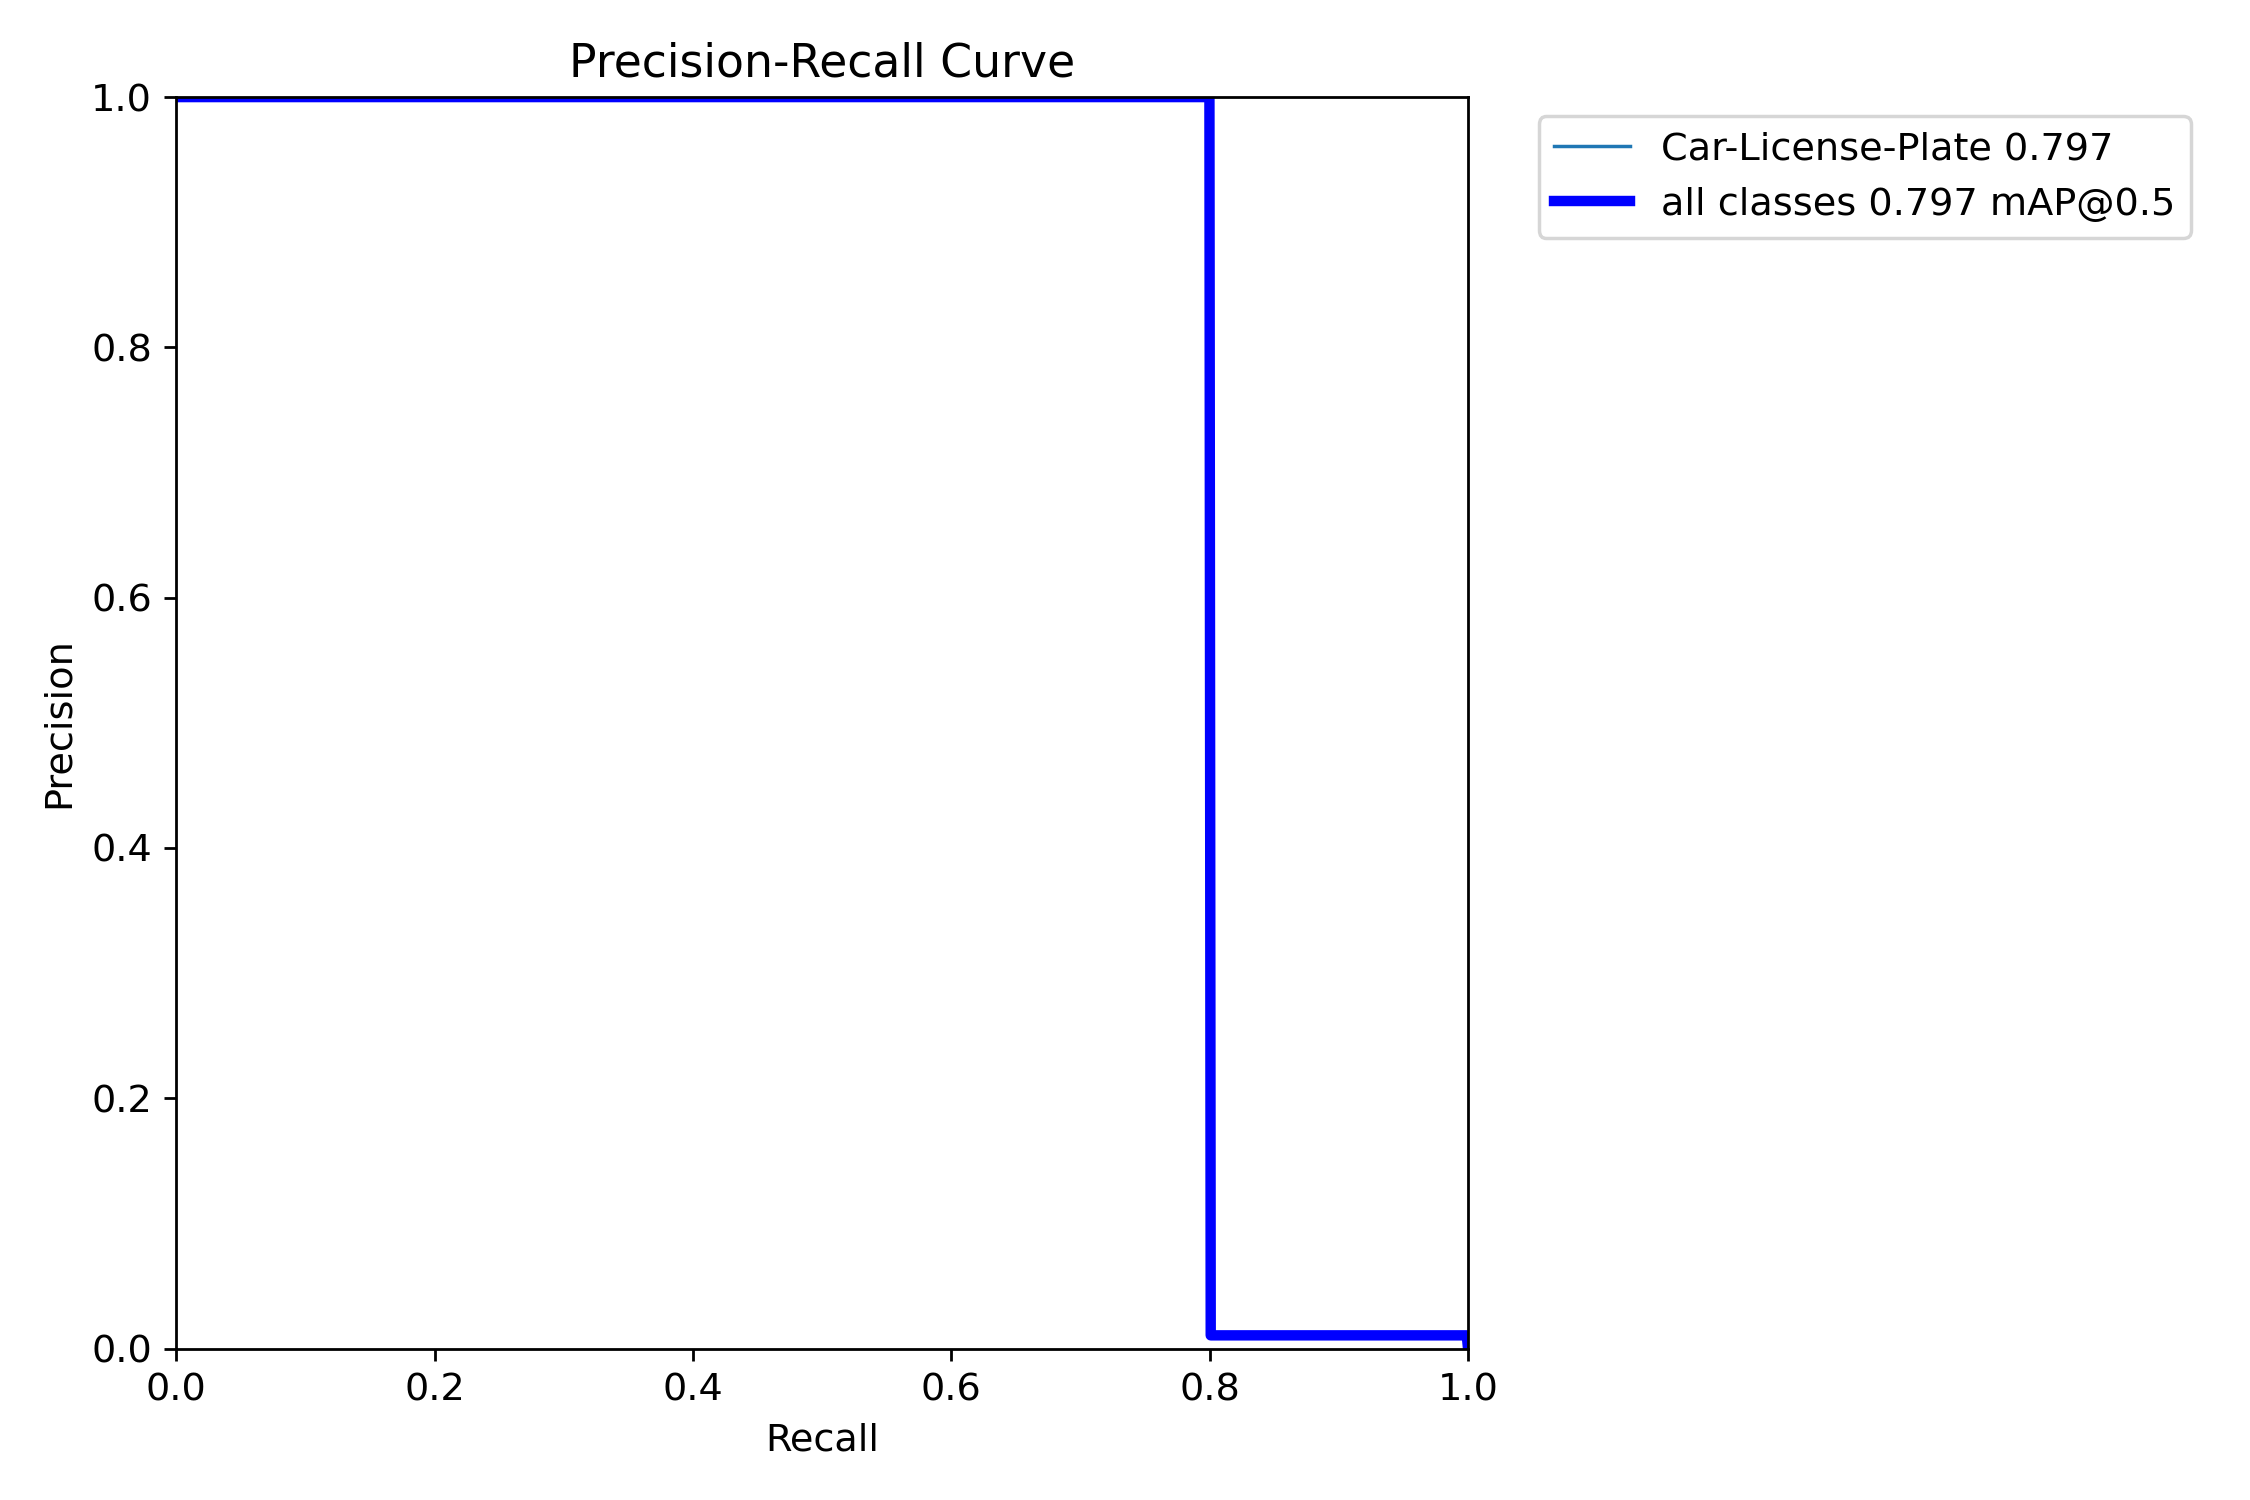 Precision-Recall Curve
1.0
0.8
0.6
0.4
0.2
0.0
Precision
0.0 0.2 0.4 0.6 0.8 1.0
Recall
Car-License-Plate 0.797
all classes 0.797 mAP@0.5